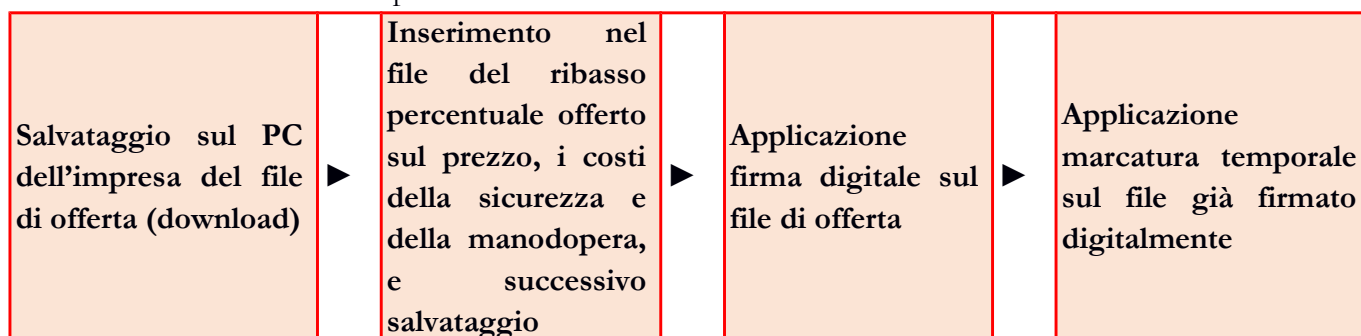 Salvataggio sul PC
dell'impresa del file
di offerta (download)
►
Inserimento nel
file del ribasso
percentuale offerto
sul prezzo, i costi
della sicurezza e
della manodopera,
e successivo
salvataggio
►
Applicazione
firma digitale sul
file di offerta
►
Applicazione
marcatura temporale
sul file già firmato
digitalmente